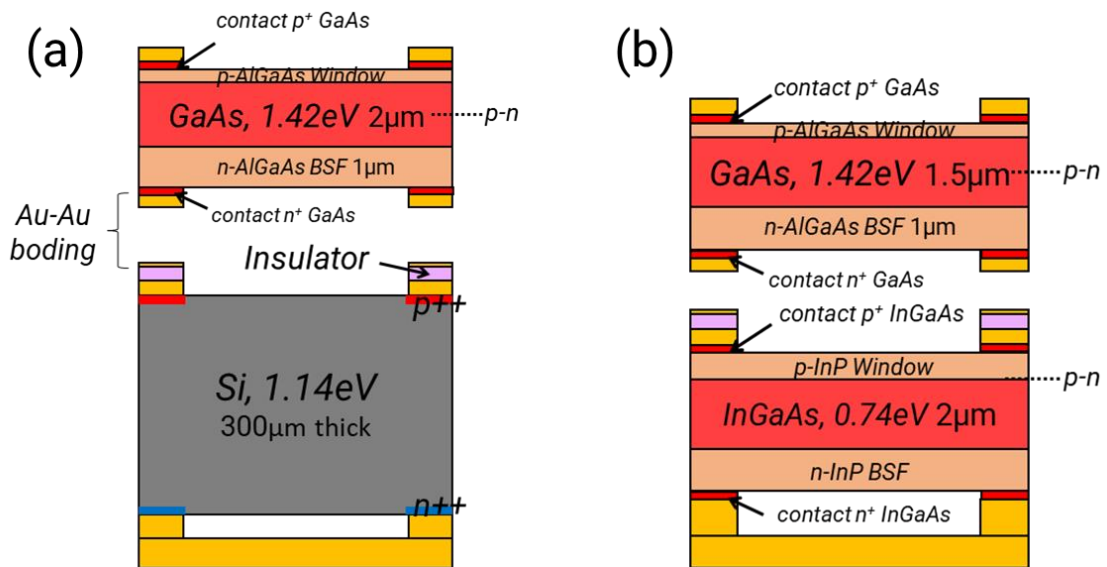 (a)
contact p⁺ GaAs
p-AlGaAs Window
GaAs, 1.42eV 2μm
p-n
n-AlGaAs BSF 1μm
contact n⁺ GaAs
Au-Au
boding
Insulator
p++
Si, 1.14eV
300μm thick
n++
(b)
contact p⁺ GaAs
p-AlGaAs Window
GaAs, 1.42eV 1.5μm
p-n
n-AlGaAs BSF 1μm
contact n⁺ GaAs
contact p⁺ InGaAs
p-InP Window
p-n
InGaAs, 0.74eV 2μm
n-InP BSF
contact n⁺ InGaAs